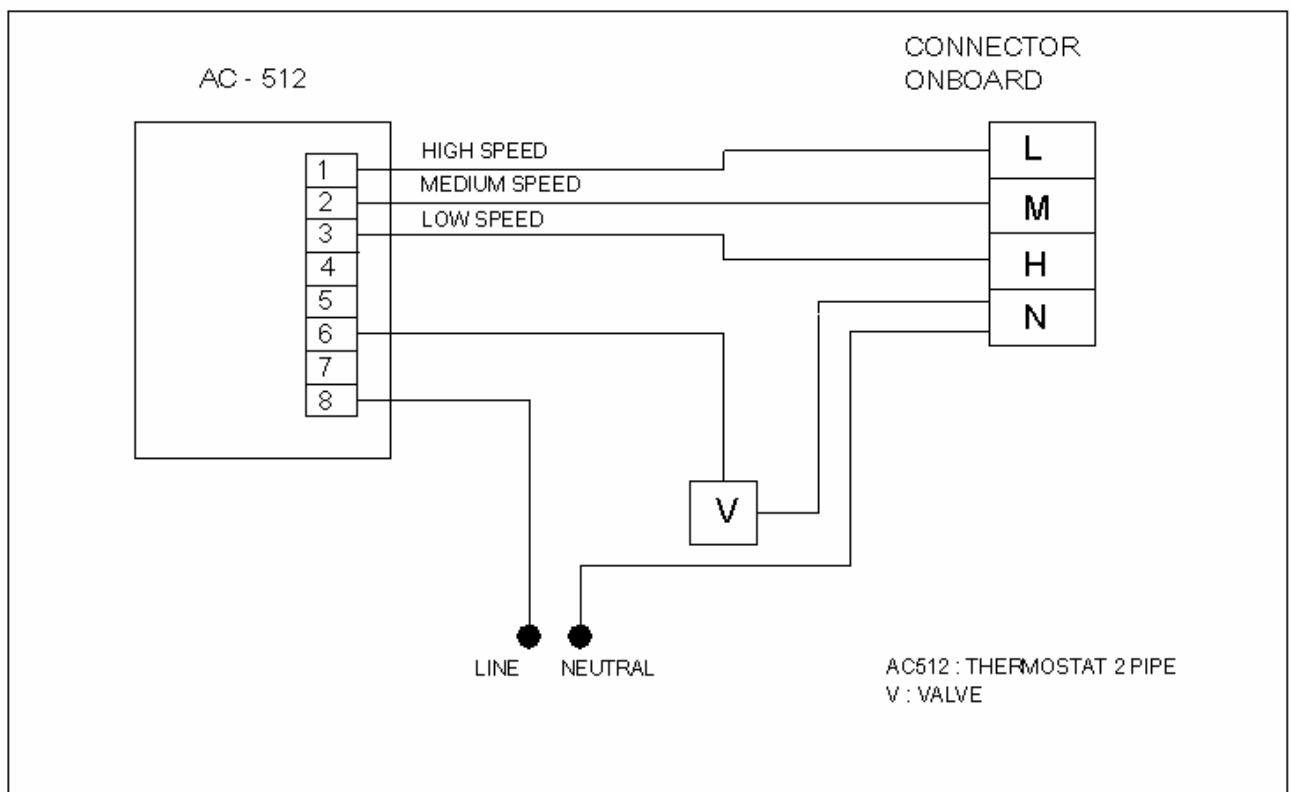 CONNECTOR
ONBOARD
AC - 512
1
2
3
4
5
6
7
8
HIGH SPEED
MEDIUM SPEED
LOW SPEED
L
M
H
N
V
LINE
NEUTRAL
AC512 : THERMOSTAT 2 PIPE
V : VALVE